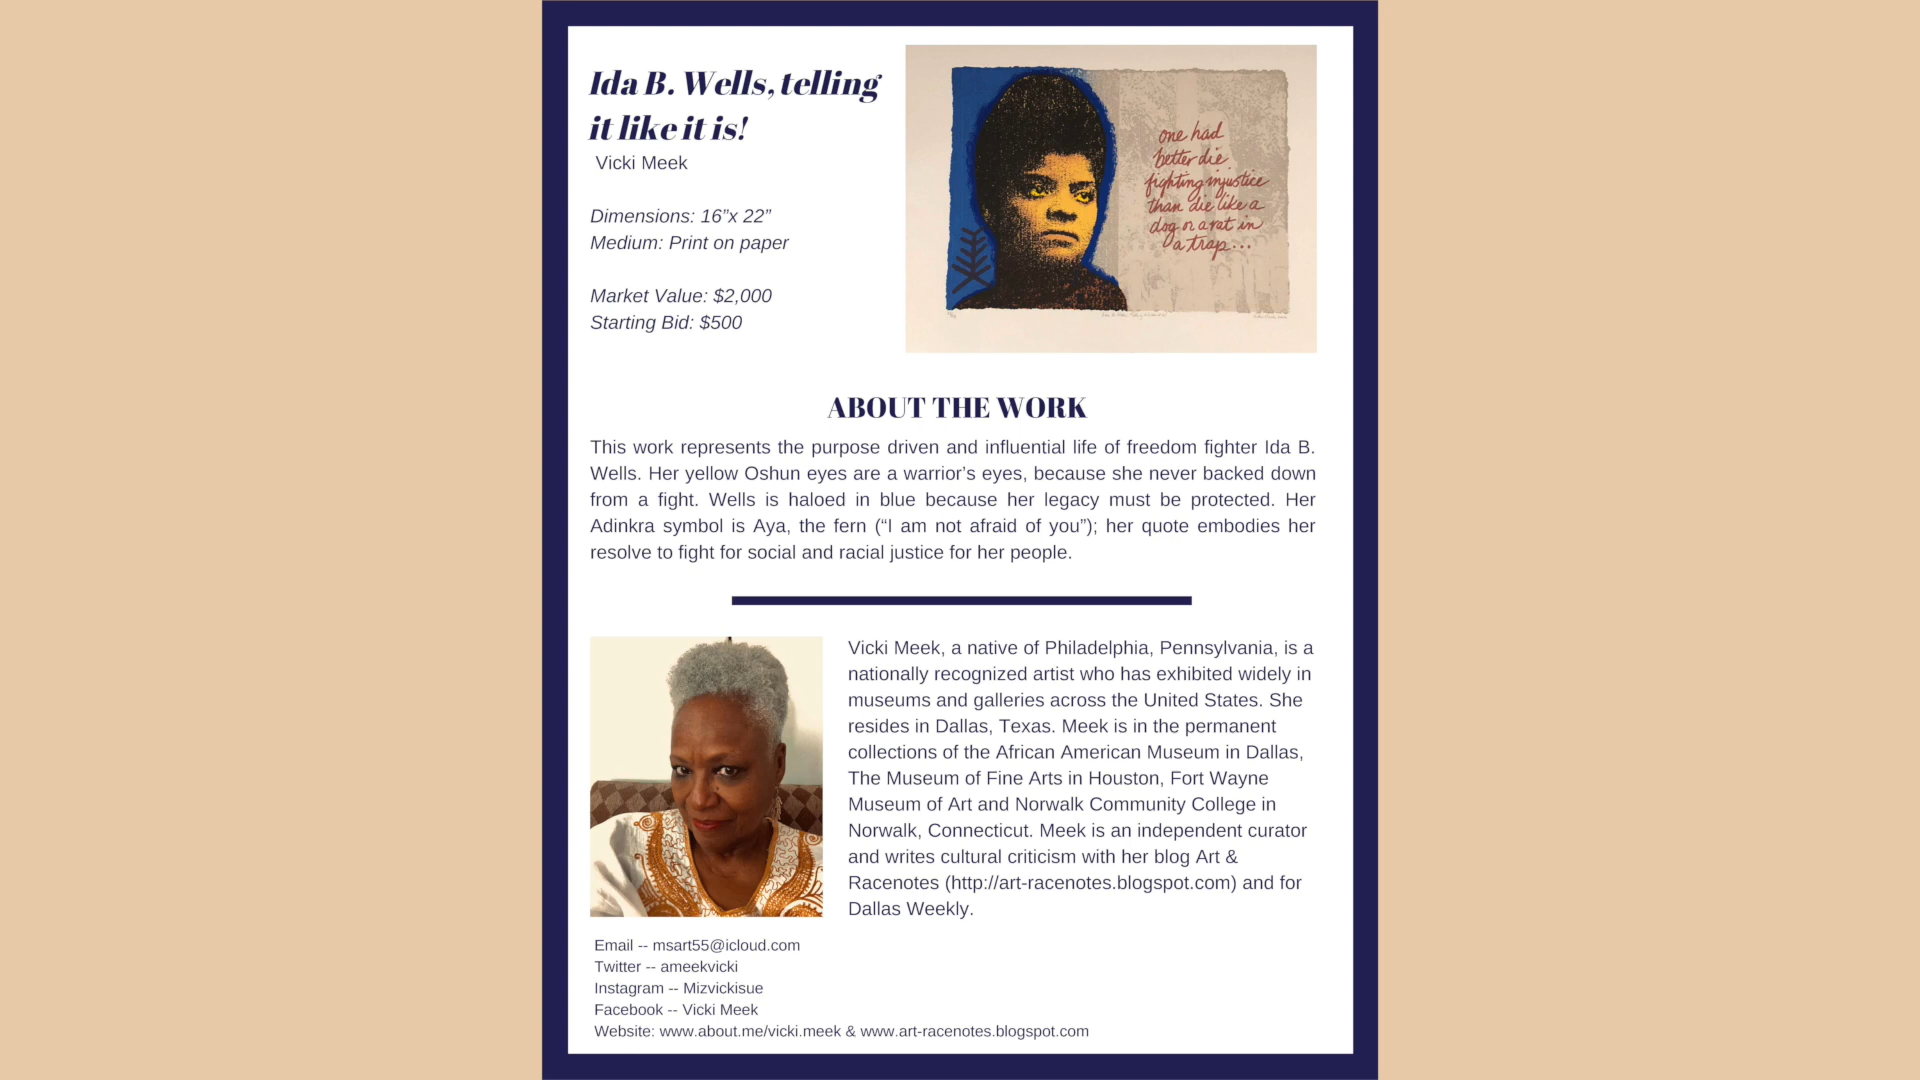 Ida B. Wells, telling
it like it is!
Vicki Meek
Dimensions: 16”x 22”
Medium: Print on paper
Market Value: $2,000
Starting Bid: $500
one had
better die
fighting injustice
than die like a
dog or a rat in
a trap...
ABOUT THE WORK
This work represents the purpose driven and influential life of freedom fighter Ida B.
Wells. Her yellow Oshun eyes are a warrior’s eyes, because she never backed down
from a fight. Wells is haloed in blue because her legacy must be protected. Her
Adinkra symbol is Aya, the fern (“I am not afraid of you”); her quote embodies her
resolve to fight for social and racial justice for her people.
Vicki Meek, a native of Philadelphia, Pennsylvania, is a
nationally recognized artist who has exhibited widely in
museums and galleries across the United States. She
resides in Dallas, Texas. Meek is in the permanent
collections of the African American Museum in Dallas,
The Museum of Fine Arts in Houston, Fort Wayne
Museum of Art and Norwalk Community College in
Norwalk, Connecticut. Meek is an independent curator
and writes cultural criticism with her blog Art &
Racenotes (http://art-racenotes.blogspot.com) and for
Dallas Weekly.
Email -- msart55@icloud.com
Twitter -- ameekvicki
Instagram -- Mizvickisue
Facebook -- Vicki Meek
Website: www.about.me/vicki.meek & www.art-racenotes.blogspot.com